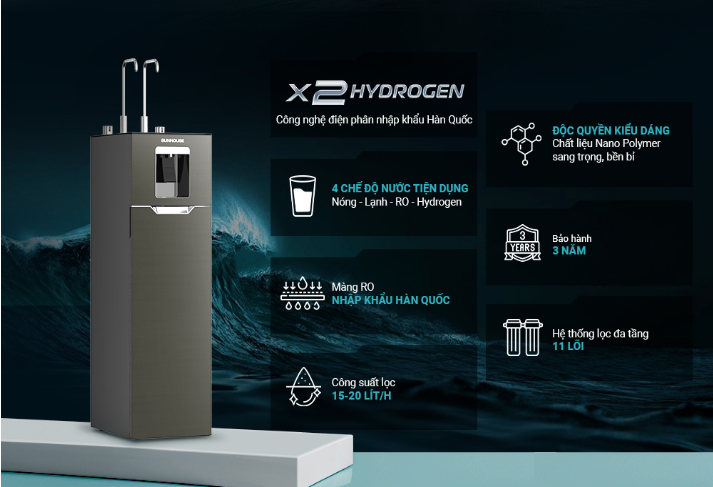 SUNHOUSE
X2 HYDROGEN
Công nghệ điện phân nhập khẩu Hàn Quốc
4 CHẾ ĐỘ NƯỚC TIỆN DỤNG
Nóng - Lạnh - RO - Hydrogen
Màng RO
NHẬP KHẨU HÀN QUỐC
Công suất lọc
15-20 LÍT/H
ĐỘC QUYỀN KIỂU DÁNG
Chất liệu Nano Polymer
sang trọng, bền bỉ
3
YEARS
Bảo hành
3 NĂM
Hệ thống lọc đa tầng
11 LÕI